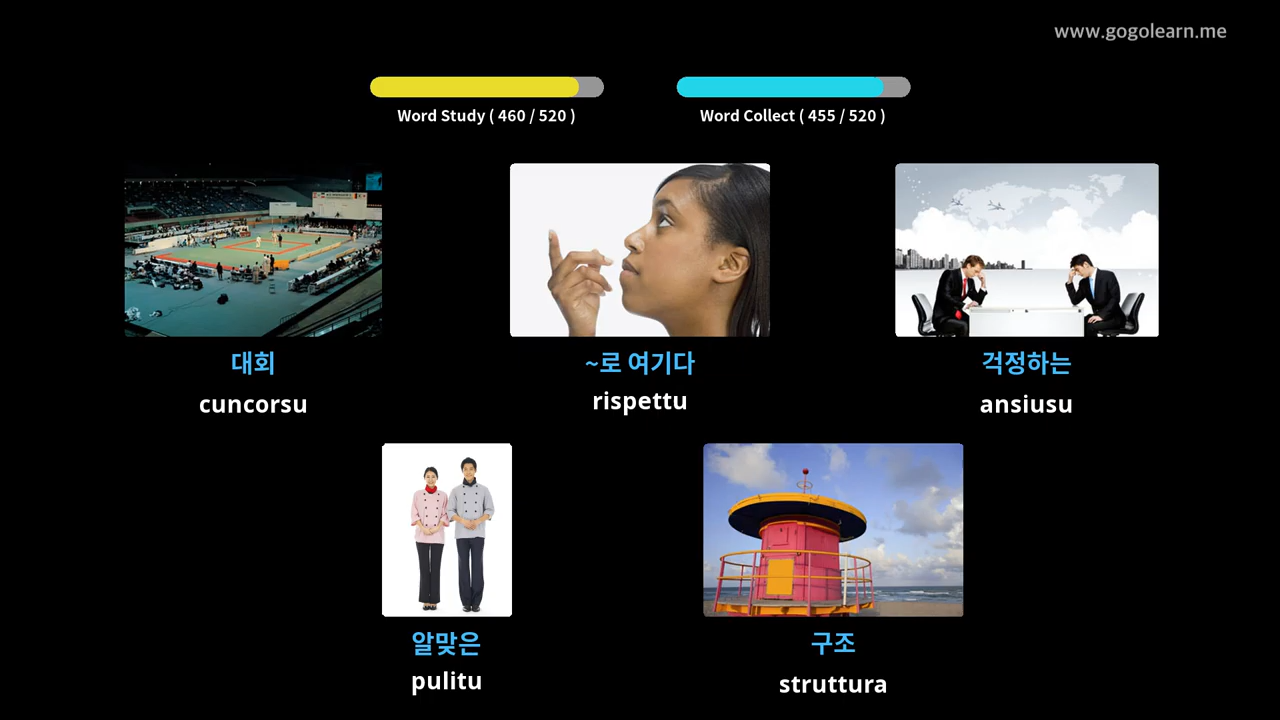 www.gogolearn.me
Word Study ( 460 / 520 )
Word Collect ( 455 / 520 )
대회
cuncorsu
~로 여기다
rispettu
걱정하는
ansiusu
알맞은
pulitu
구조
struttura